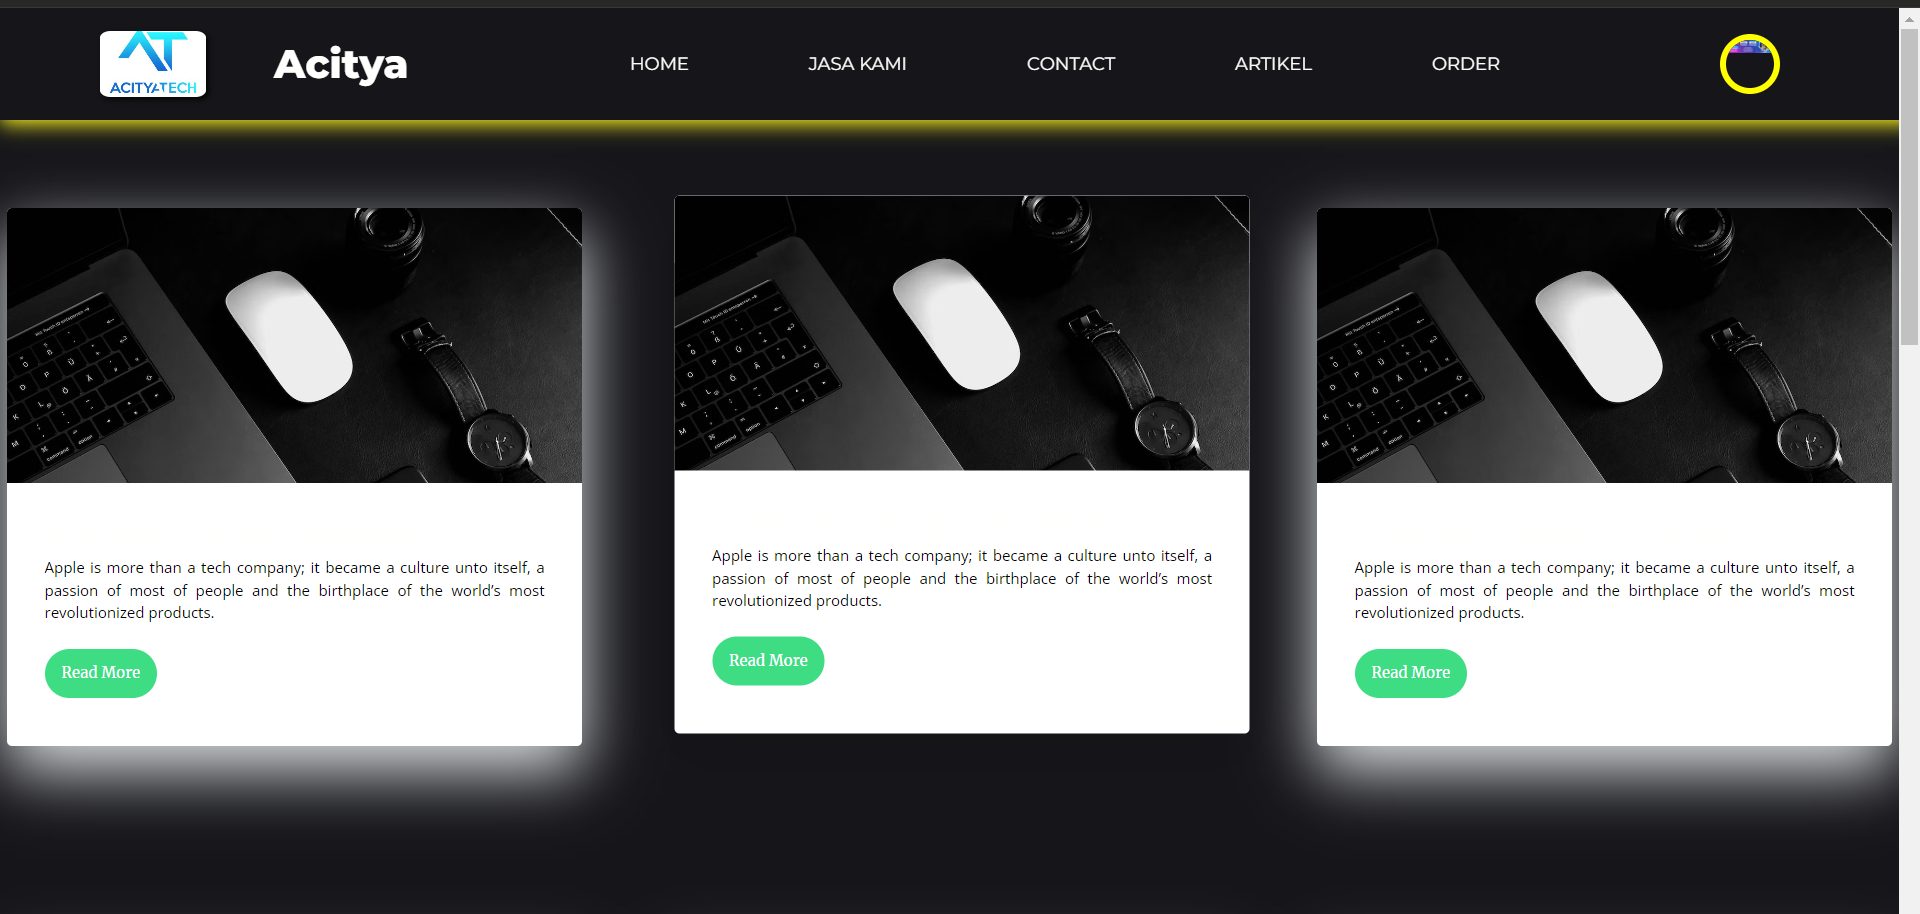 ACITYATECH
Acitya
HOME
JASA KAMI
CONTACT
ARTIKEL
ORDER
Apple is more than a tech company; it became a culture unto itself, a
passion of most of people and the birthplace of the world’s most
revolutionized products.
Read More
Apple is more than a tech company; it became a culture unto itself, a
passion of most of people and the birthplace of the world’s most
revolutionized products.
Read More
Apple is more than a tech company; it became a culture unto itself, a
passion of most of people and the birthplace of the world’s most
revolutionized products.
Read More